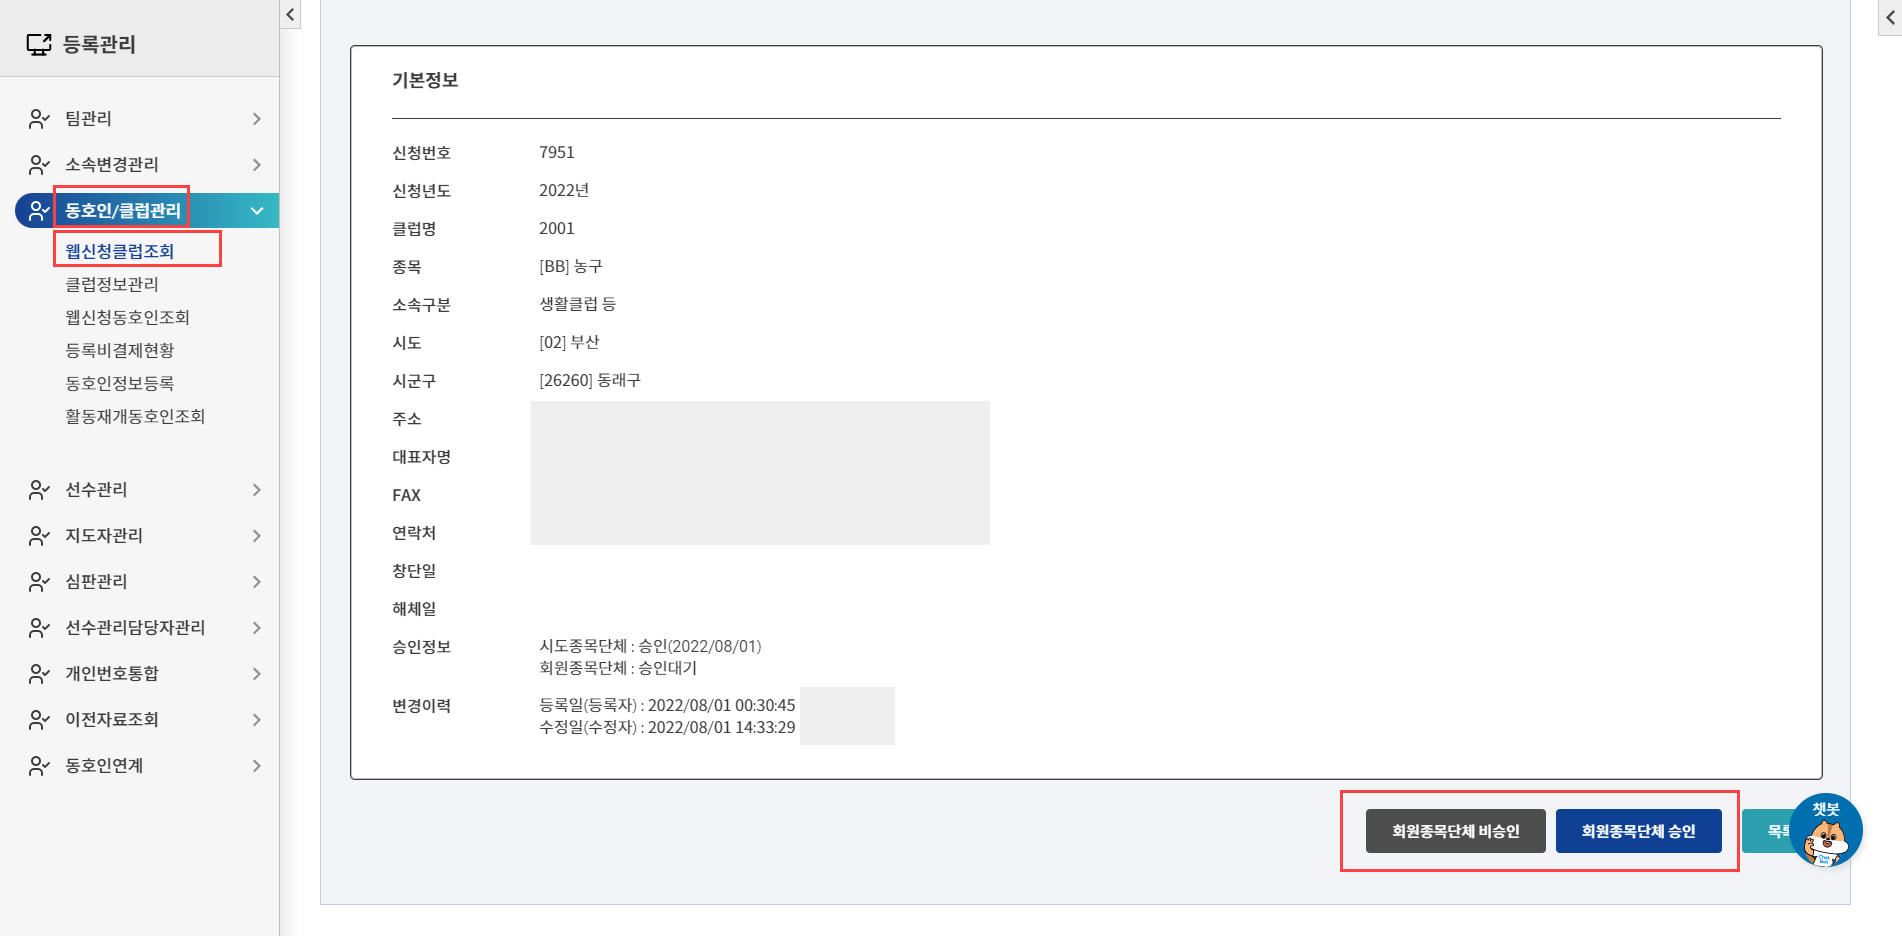 등록관리
팀관리
소속변경관리
동호인/클럽관리
웹신청클럽조회
클럽정보관리
웹신청동호인조회
등록비결제현황
동호인정보등록
활동재개동호인조회
선수관리
지도자관리
심판관리
선수관리담당자관리
개인번호통합
이전자료조회
동호인연계
기본정보
신청번호 7951
신청년도 2022년
클럽명 2001
종목 [BB] 농구
소속구분 생활클럽 등
시도 [02] 부산
시군구 [26260] 동래구
주소
대표자명
FAX
연락처
창단일
해체일
승인정보 시도종목단체 : 승인(2022/08/01)
회원종목단체 : 승인대기
변경이력 등록일(등록자) : 2022/08/01 00:30:45
수정일(수정자) : 2022/08/01 14:33:29
회원종목단체 비승인 회원종목단체 승인
챗봇
Chat
Bot